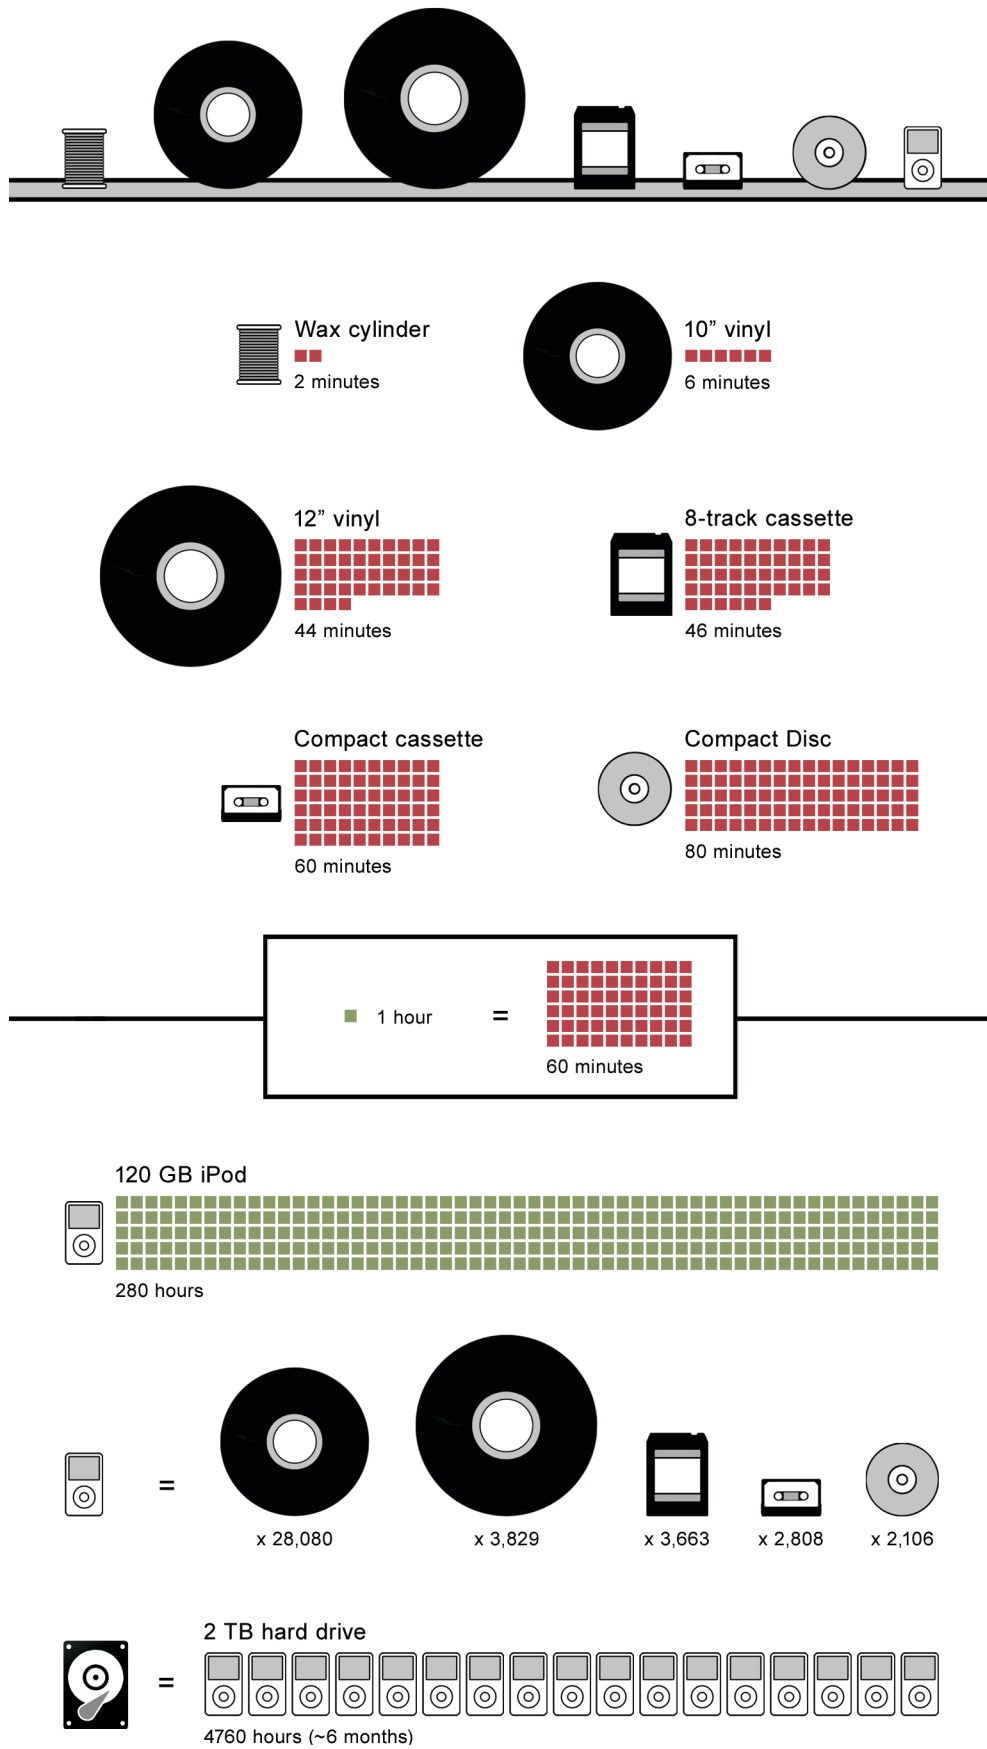 Wax cylinder
2 minutes
10” vinyl
6 minutes
12” vinyl
44 minutes
8-track cassette
46 minutes
Compact cassette
60 minutes
Compact Disc
80 minutes
1 hour
=
60 minutes
120 GB iPod
280 hours
=
x 28,080
x 3,829
x 3,663
x 2,808
x 2,106
2 TB hard drive
=
4760 hours (~6 months)